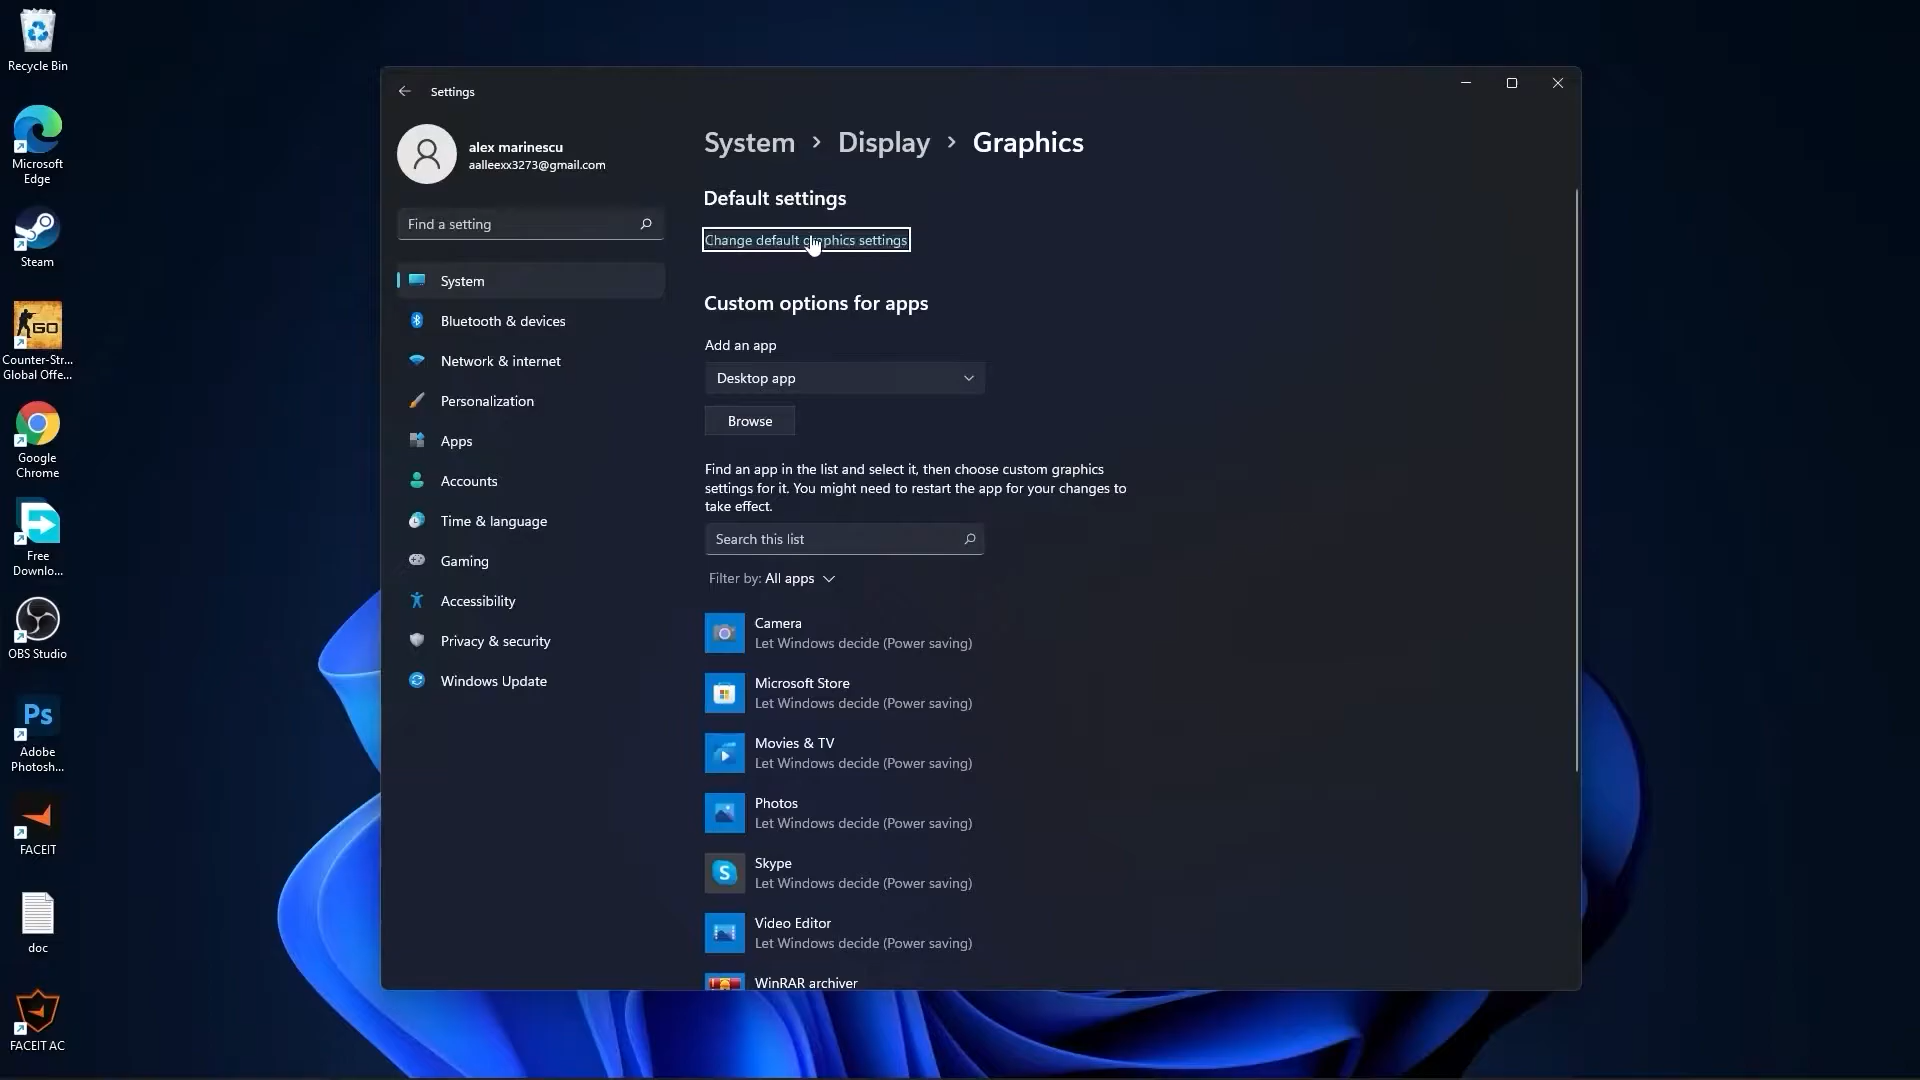 Recycle Bin
Microsoft
Edge
Steam
GO
Counter-Str...
Global Offe...
Google
Chrome
Free
Downlo...
OBS Studio
Ps
Adobe
Photosh...
FACEIT
doc
FACEIT AC
Settings
alex marinescu
aalleexx3273@gmail.com
Find a setting
System
Bluetooth & devices
Network & internet
Personalization
Apps
Accounts
Time & language
Gaming
Accessibility
Privacy & security
Windows Update
System > Display > Graphics
Default settings
Change default graphics settings
Custom options for apps
Add an app
Desktop app
Browse
Find an app in the list and select it, then choose custom graphics
settings for it. You might need to restart the app for your changes to
take effect.
Search this list
Filter by: All apps
Camera
Let Windows decide (Power saving)
Microsoft Store
Let Windows decide (Power saving)
Movies & TV
Let Windows decide (Power saving)
Photos
Let Windows decide (Power saving)
S
Skype
Let Windows decide (Power saving)
Video Editor
Let Windows decide (Power saving)
WinRAR archiver